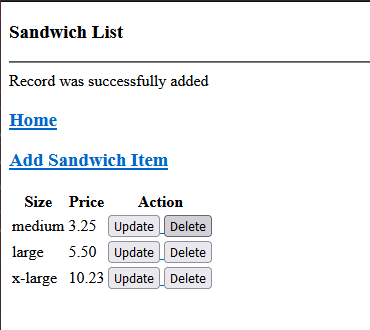 Sandwich List
Record was successfully added
Home
Add Sandwich Item
Size Price Action
medium 3.25 Update Delete
large 5.50 Update Delete
x-large 10.23 Update Delete